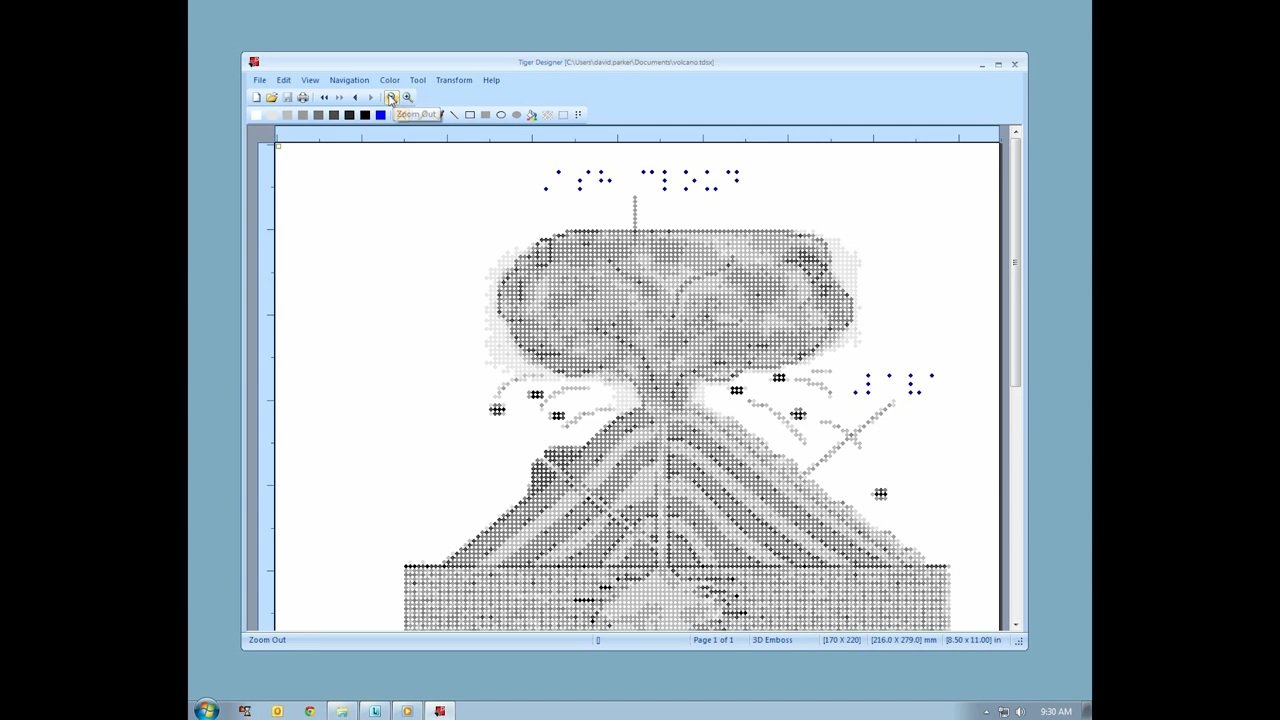 Tiger Designer [C:\Users\david.parker\Documents\volcano.tdsx]
File Edit View Navigation Color Tool Transform Help
Zoom Out
⠠⠁⠎⠓ ⠉⠇⠕⠥⠙
⠠⠇⠁⠧⠁
Zoom Out Page 1 of 1 3D Emboss [170 X 220] [216.0 X 279.0] mm [8.50 x 11.00] in
9:30 AM